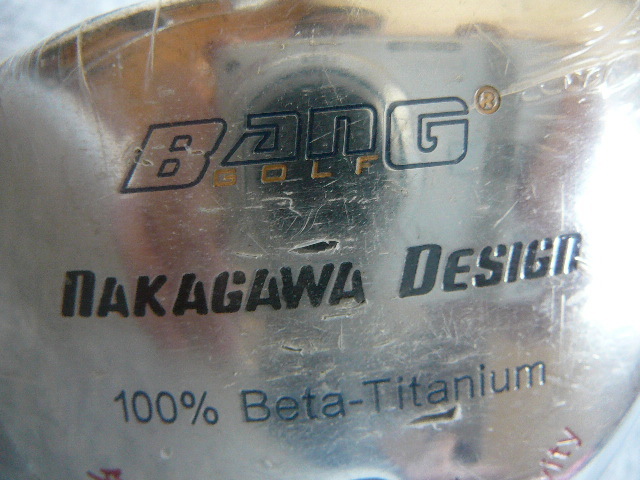 BanG®
GOLF
NAKAGAWA DESIGN
100% Beta-Titanium